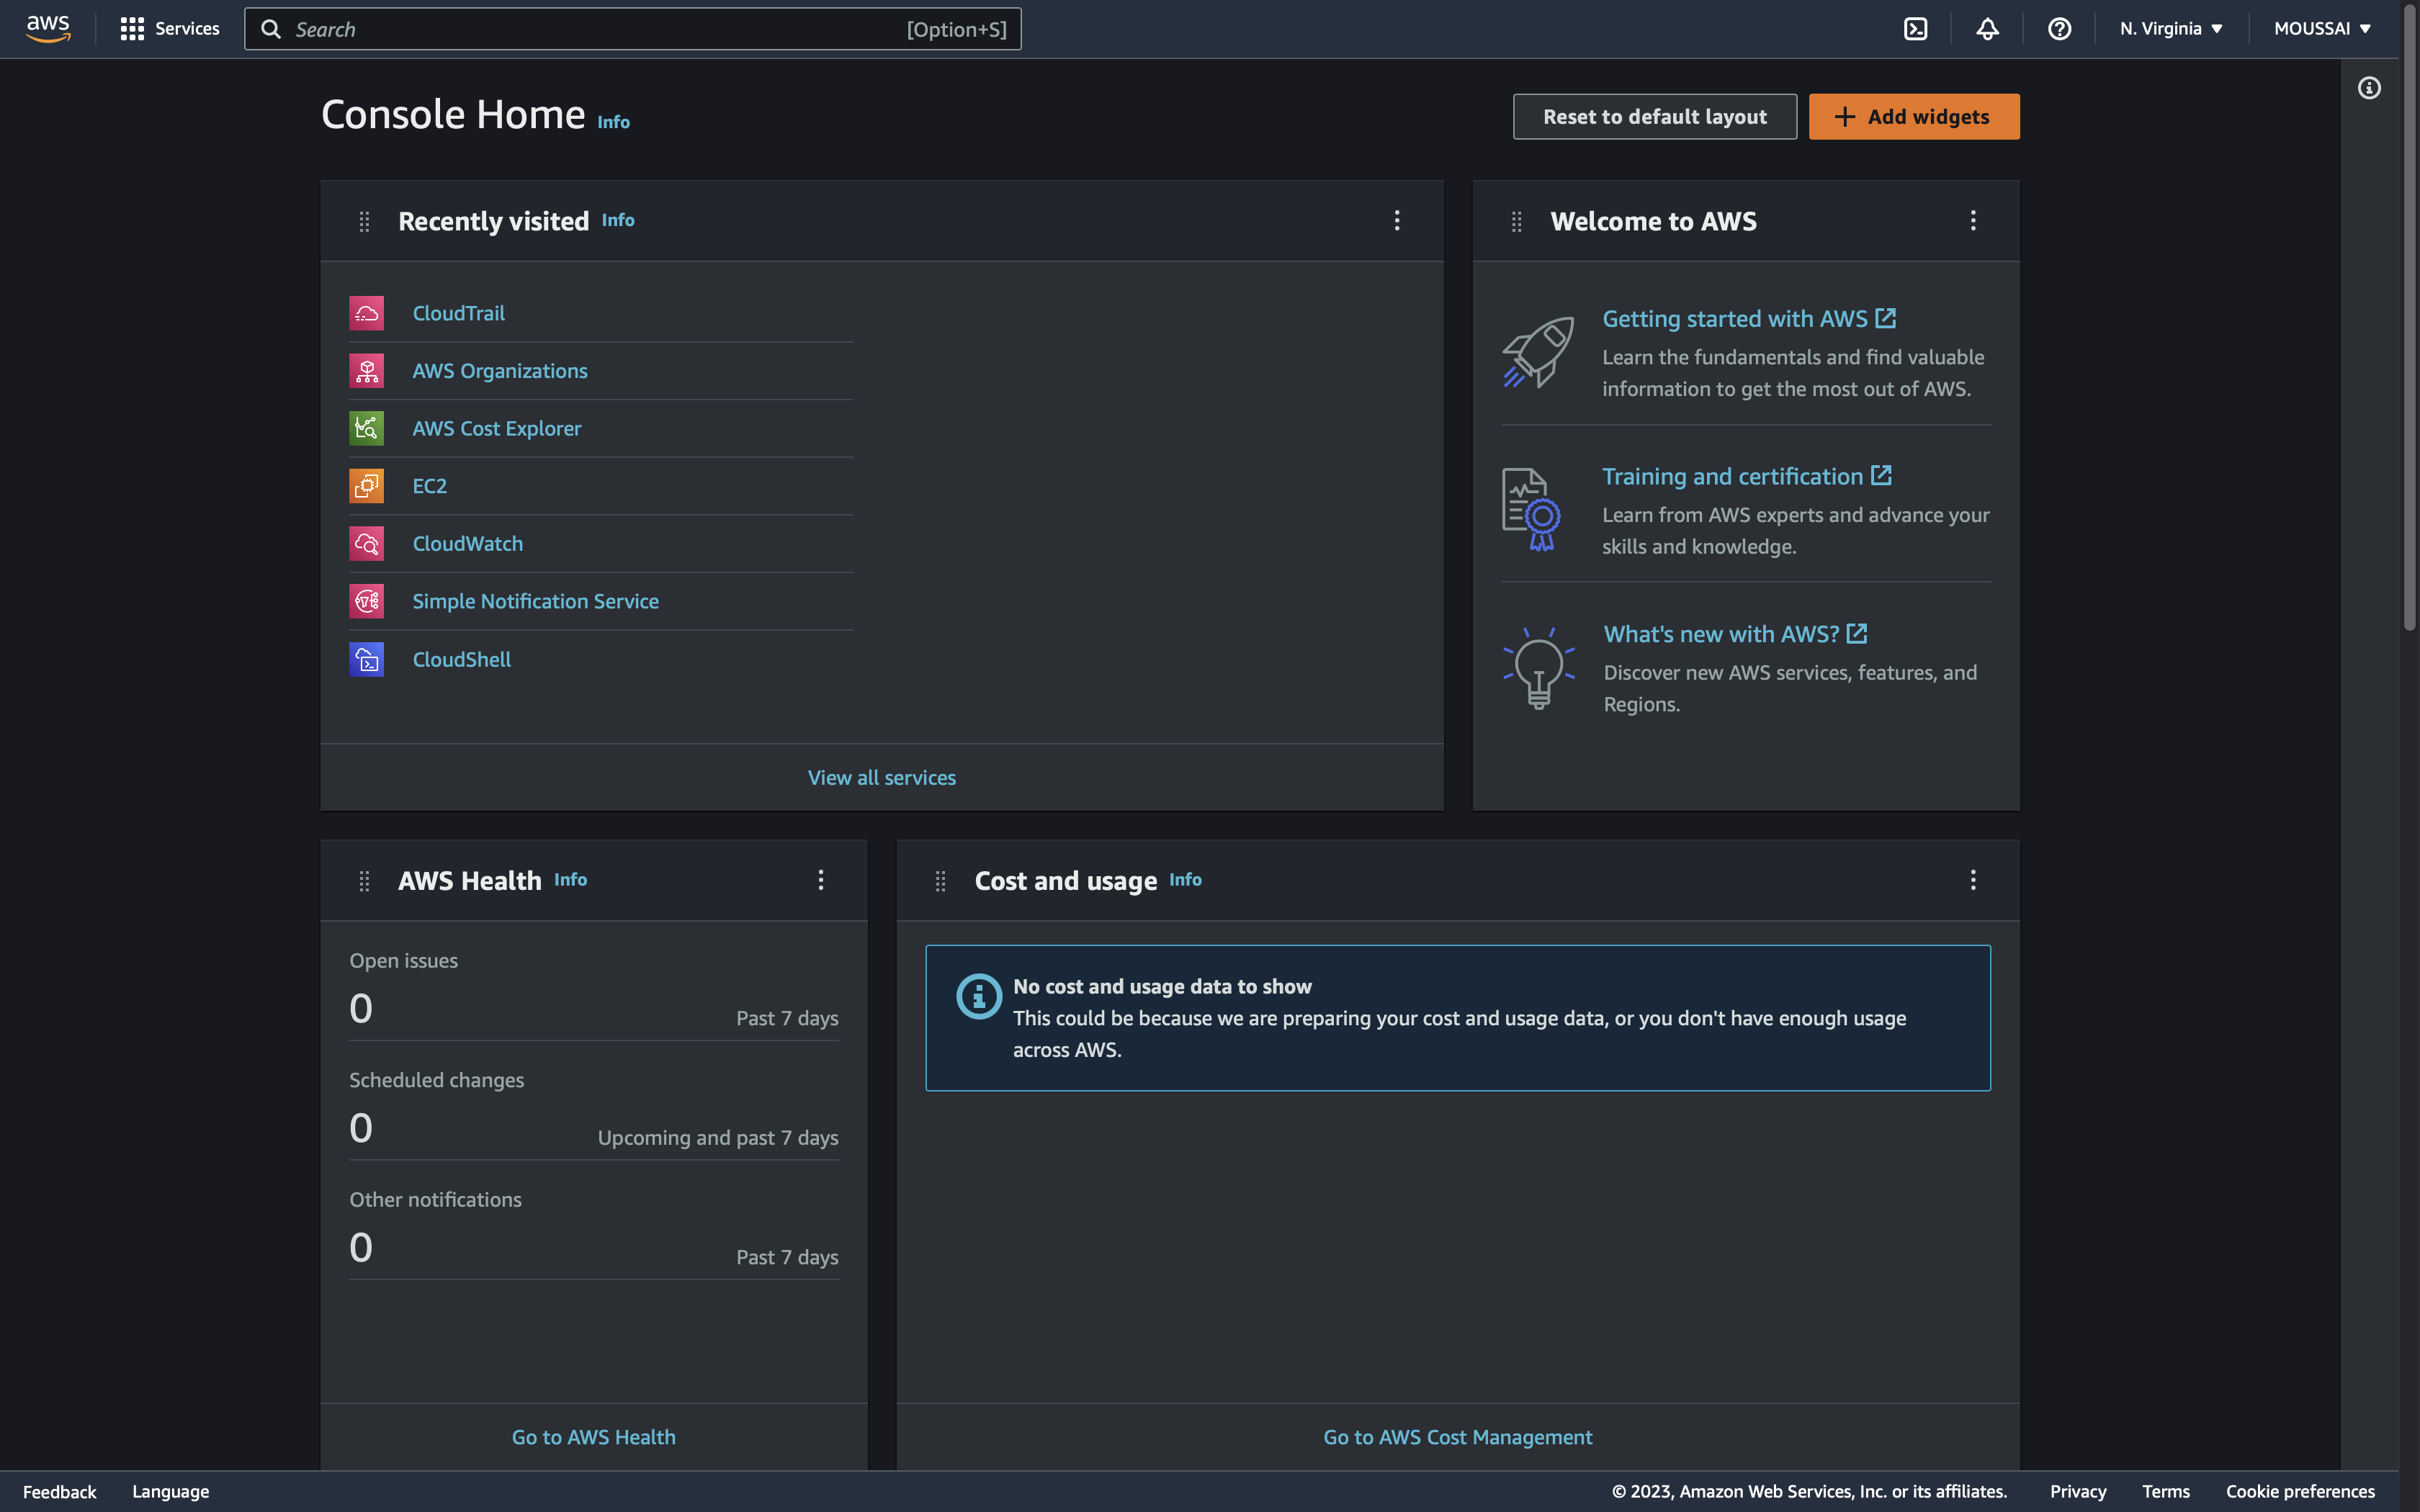 aws
Services
Search
[Option+S]
N. Virginia
MOUSSAI
Console Home Info
Reset to default layout
Add widgets
Recently visited Info
CloudTrail
AWS Organizations
AWS Cost Explorer
EC2
CloudWatch
Simple Notification Service
CloudShell
View all services
Welcome to AWS
Getting started with AWS
Learn the fundamentals and find valuable
information to get the most out of AWS.
Training and certification
Learn from AWS experts and advance your
skills and knowledge.
What's new with AWS?
Discover new AWS services, features, and
Regions.
AWS Health Info
Open issues
0
Past 7 days
Scheduled changes
0
Upcoming and past 7 days
Other notifications
0
Past 7 days
Go to AWS Health
Cost and usage Info
No cost and usage data to show
This could be because we are preparing your cost and usage data, or you don't have enough usage
across AWS.
Go to AWS Cost Management
Feedback
Language
© 2023, Amazon Web Services, Inc. or its affiliates.
Privacy
Terms
Cookie preferences